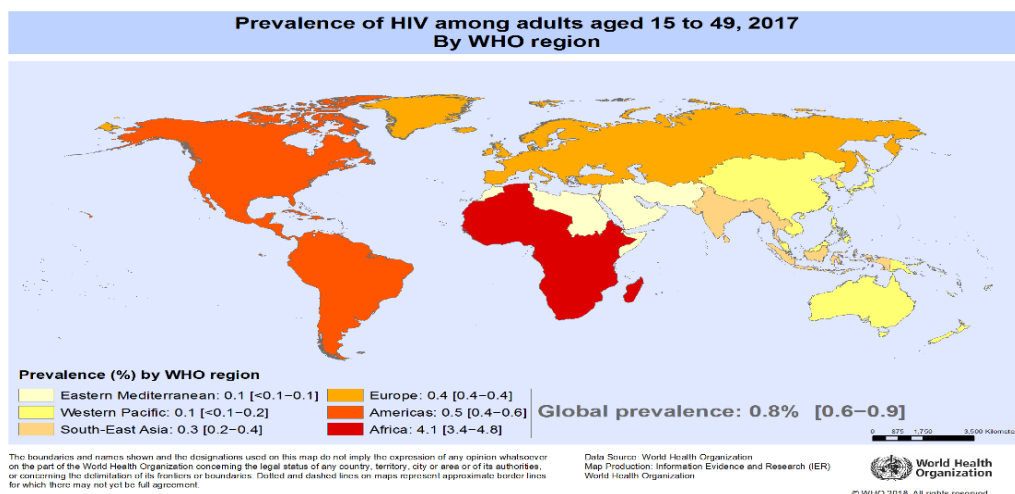 Prevalence of HIV among adults aged 15 to 49, 2017
By WHO region
Prevalence (%) by WHO region
Eastern Mediterranean: 0.1 [<0.1–0.1]
Western Pacific: 0.1 [<0.1–0.2]
South-East Asia: 0.3 [0.2–0.4]
Europe: 0.4 [0.4–0.4]
Americas: 0.5 [0.4–0.6]
Africa: 4.1 [3.4–4.8]
Global prevalence: 0.8% [0.6–0.9]
0 875 1,750 3,500 Kilomete
The boundaries and names shown and the designations used on this map do not imply the expression of any opinion whatsoever
on the part of the World Health Organization concerning the legal status of any country, territory, city or area or of its authorities,
or concerning the delimitation of its frontiers or boundaries. Dotted and dashed lines on maps represent approximate border lines
for which there may not yet be full agreement.
Data Source: World Health Organization
Map Production: Information Evidence and Research (IER)
World Health Organization
World Health
Organization
© WHO 2018. All rights reserved